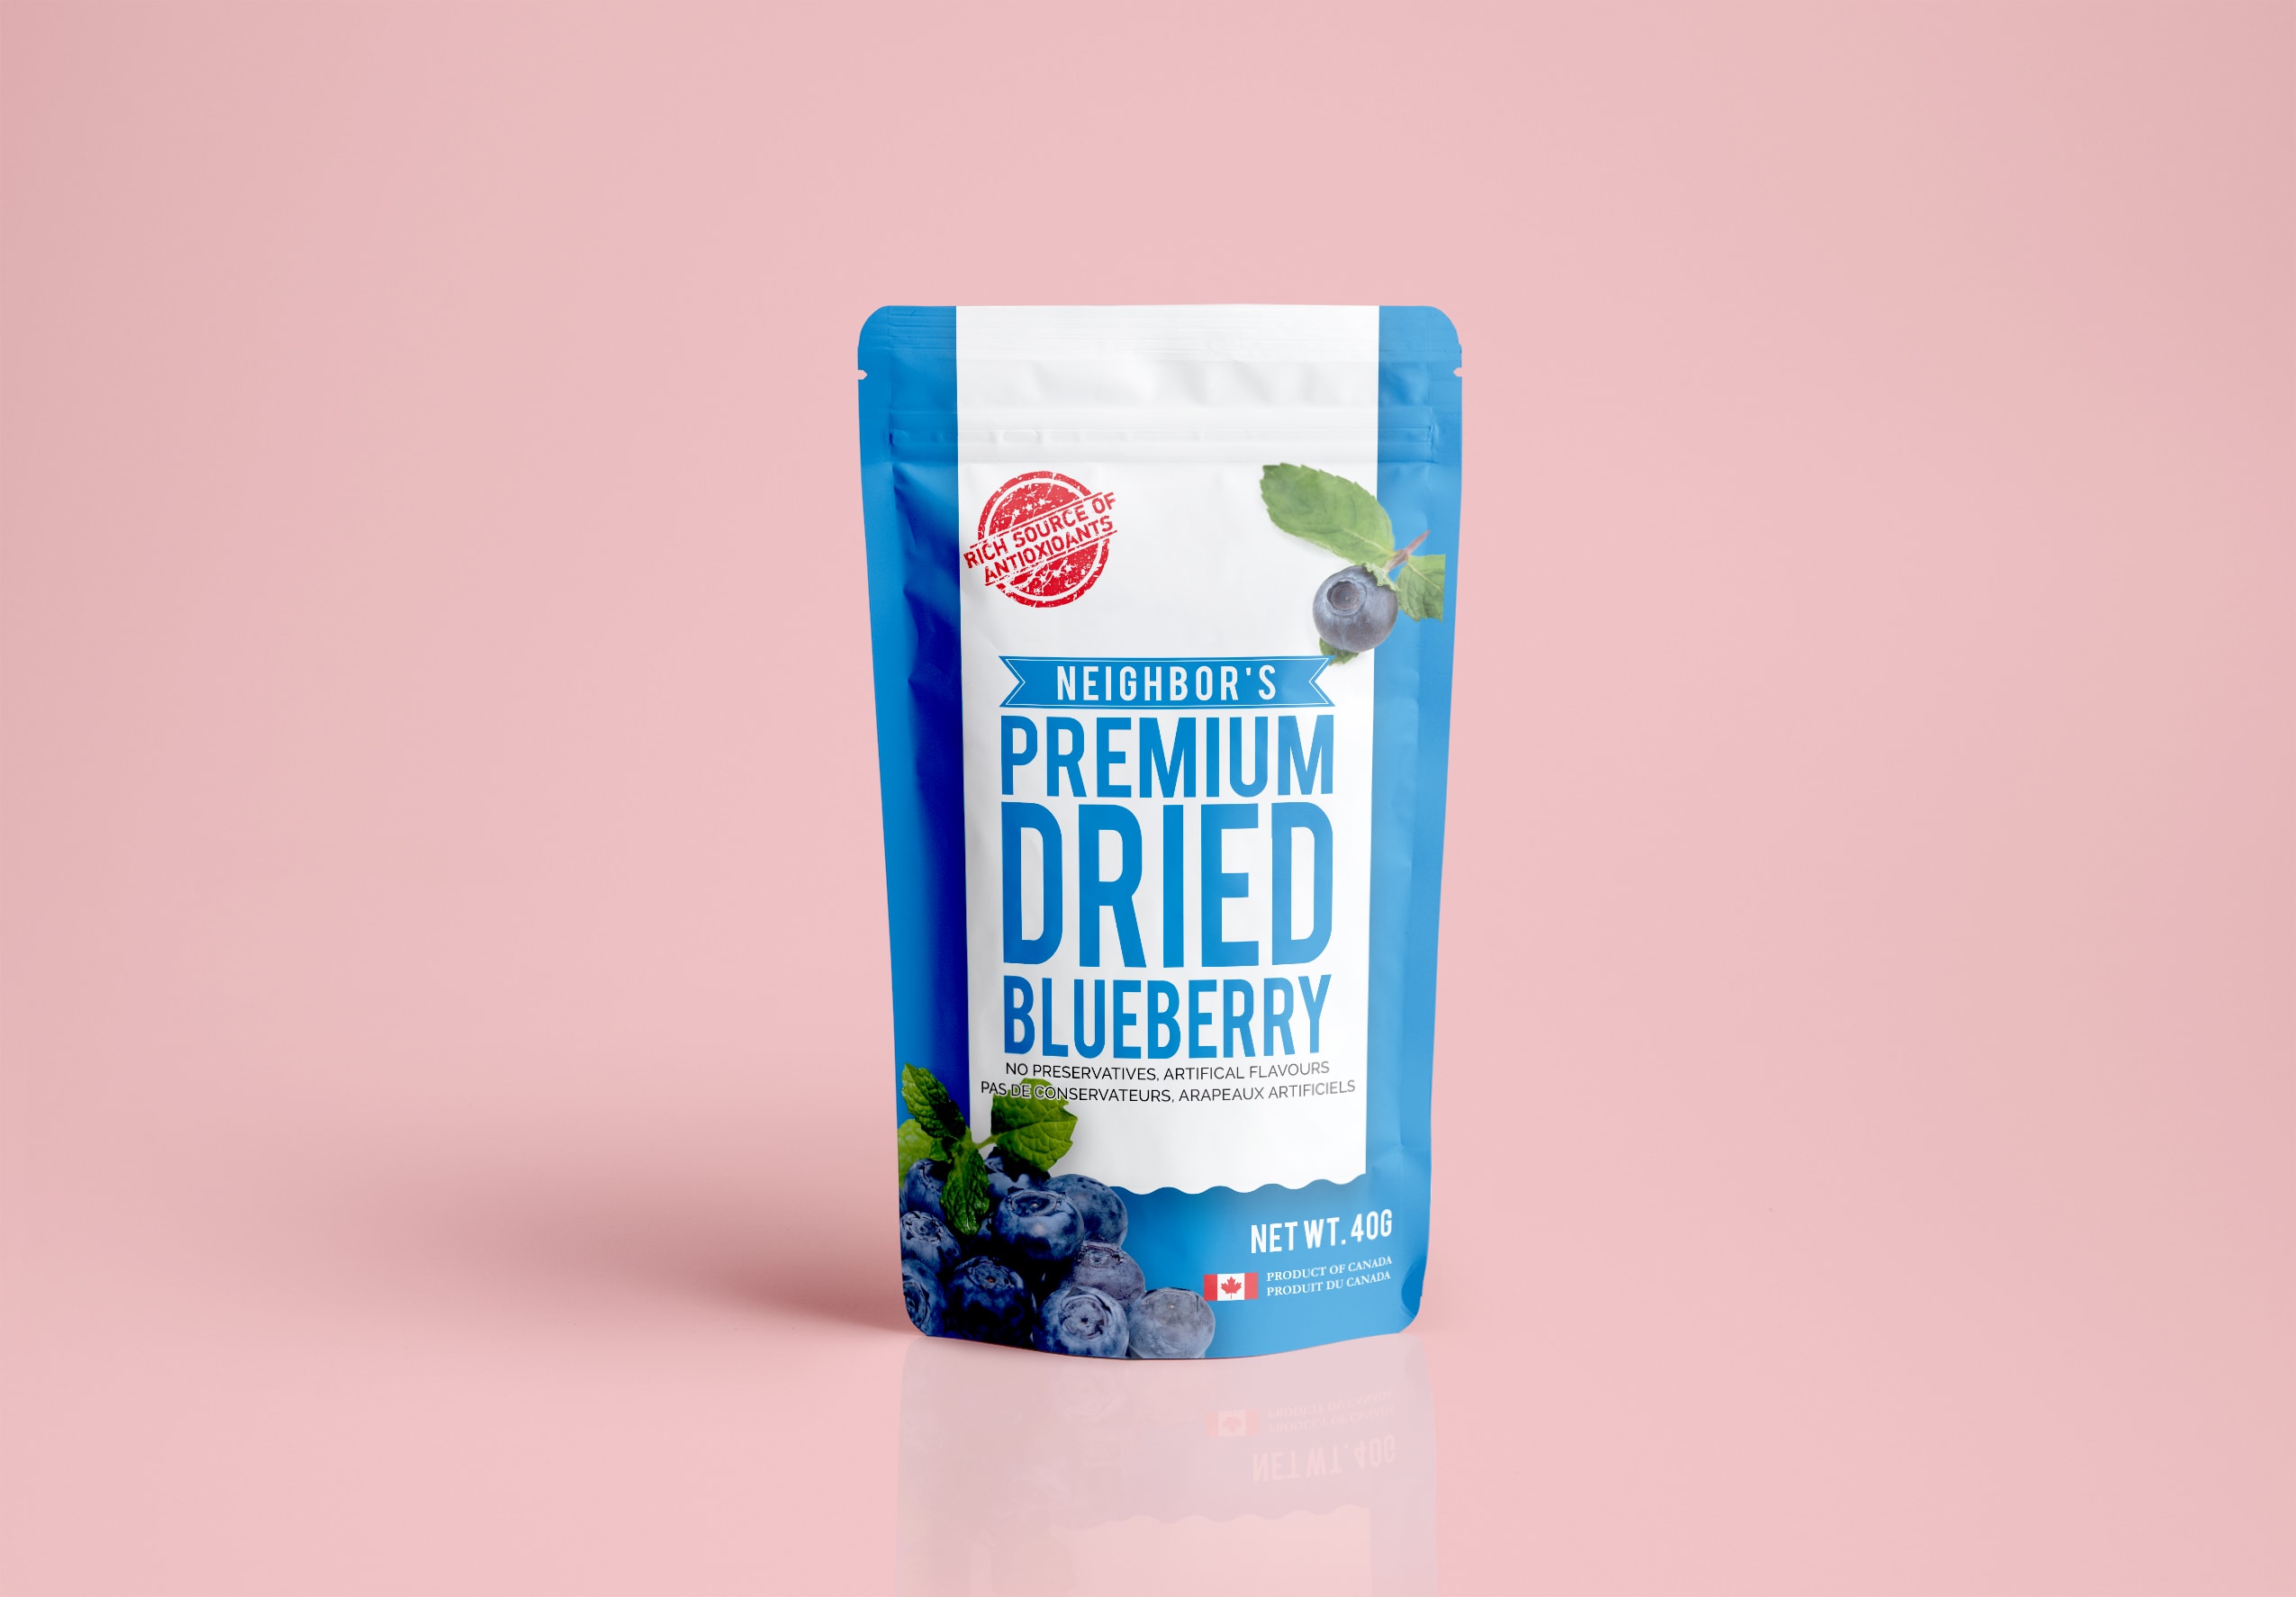 RICH SOURCE OF
ANTIOXIOANTS
NEIGHBOR'S
PREMIUM
DRIED
BLUEBERRY
NO PRESERVATIVES, ARTIFICAL FLAVOURS
PAS DE CONSERVATEURS, ARAPEAUX ARTIFICIELS
NET WT. 40G
PRODUCT OF CANADA
PRODUIT DU CANADA